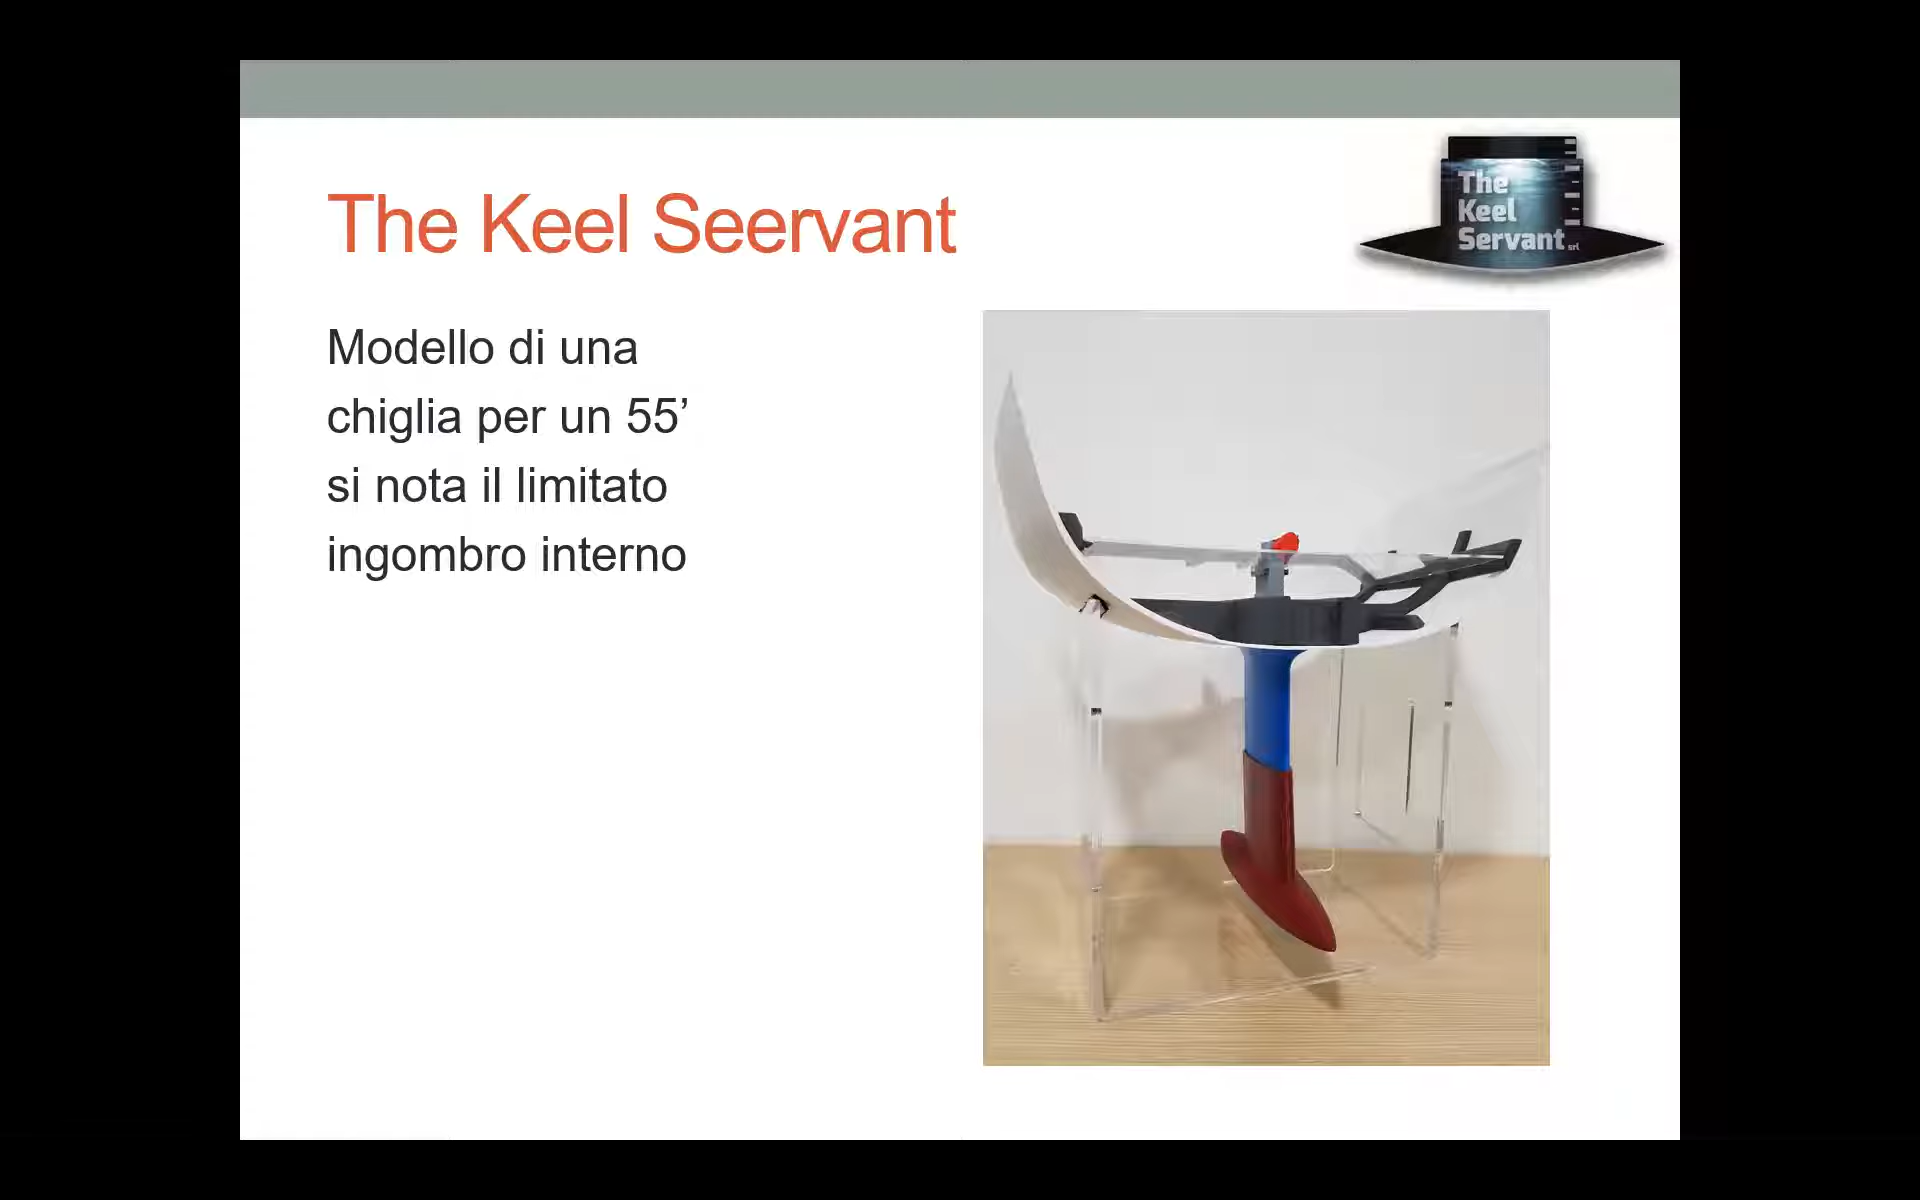 The Keel Seervant
The
Keel
Servant srl
Modello di una
chiglia per un 55’
si nota il limitato
ingombro interno